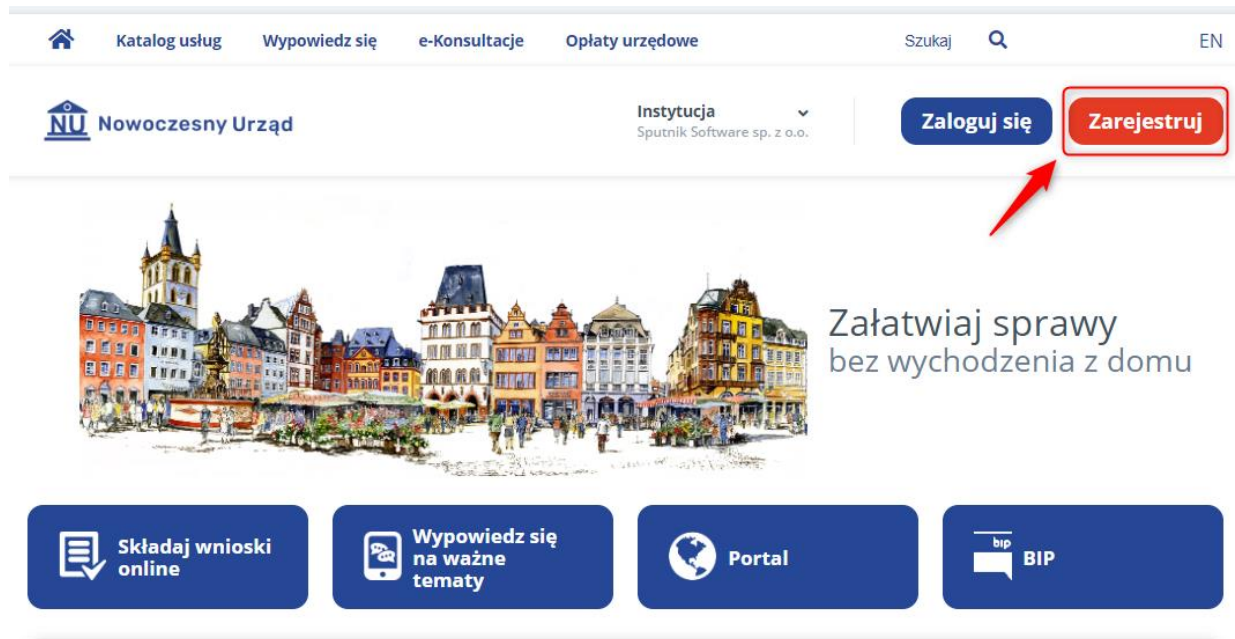 Katalog usług Wypowiedz się e-Konsultacje Opłaty urzędowe Szukaj EN
NU Nowoczesny Urząd
Instytucja
Sputnik Software sp. z o.o.
Zaloguj się Zarejestruj
Załatwiaj sprawy
bez wychodzenia z domu
Składaj wnioski
online
Wypowiedz się
na ważne
tematy
Portal
bip BIP